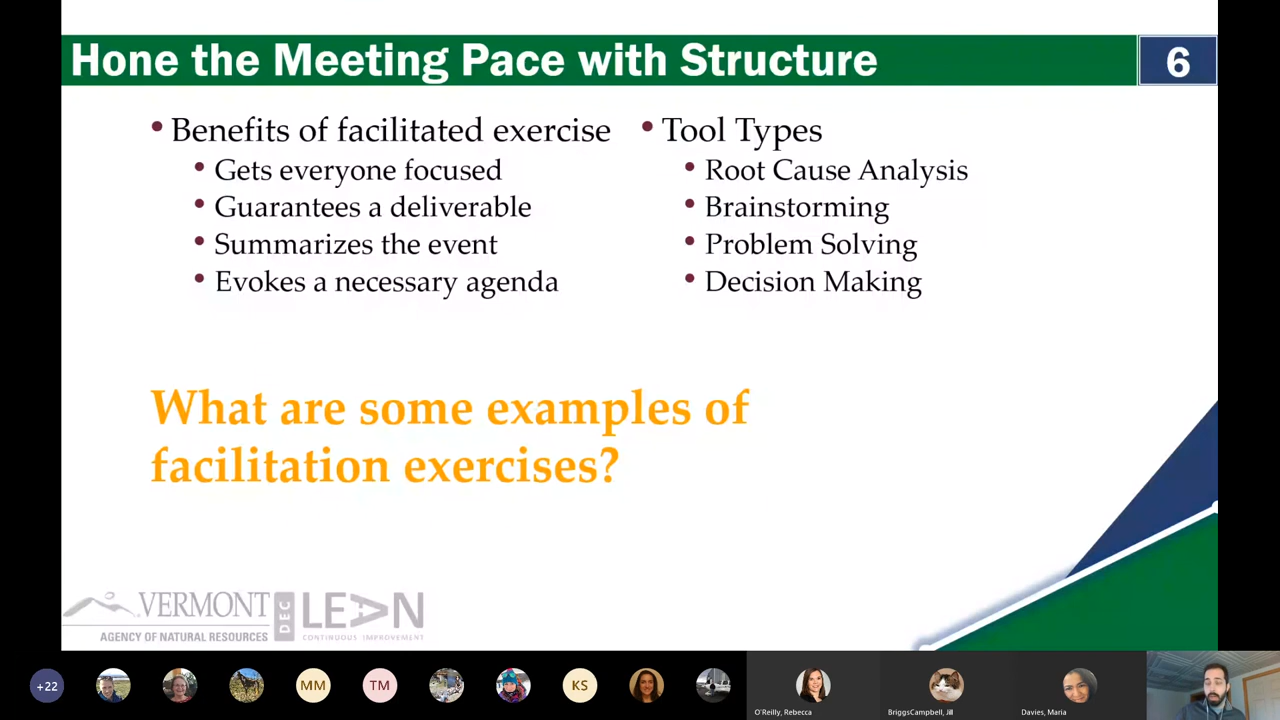 Hone the Meeting Pace with Structure
6
• Benefits of facilitated exercise
• Gets everyone focused
• Guarantees a deliverable
• Summarizes the event
• Evokes a necessary agenda
• Tool Types
• Root Cause Analysis
• Brainstorming
• Problem Solving
• Decision Making
What are some examples of
facilitation exercises?
VERMONT
AGENCY OF NATURAL RESOURCES
DEC
LEAN
CONTINUOUS IMPROVEMENT
+22
MM
TM
KS
O'Reilly, Rebecca
BriggsCampbell, Jill
Davies, Maria